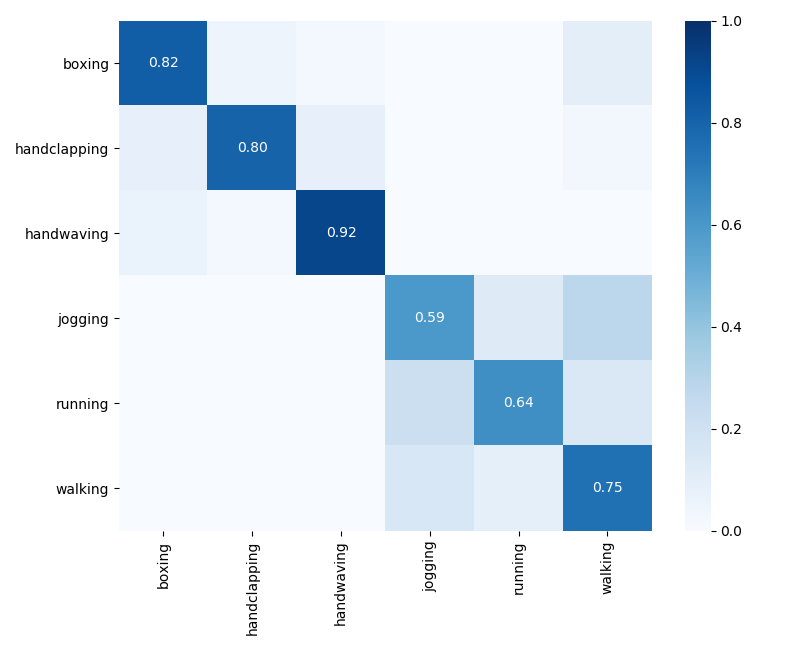 boxing
handclapping
handwaving
jogging
running
walking
0.82
0.80
0.92
0.59
0.64
0.75
boxing
handclapping
handwaving
jogging
running
walking
1.0
0.8
0.6
0.4
0.2
0.0